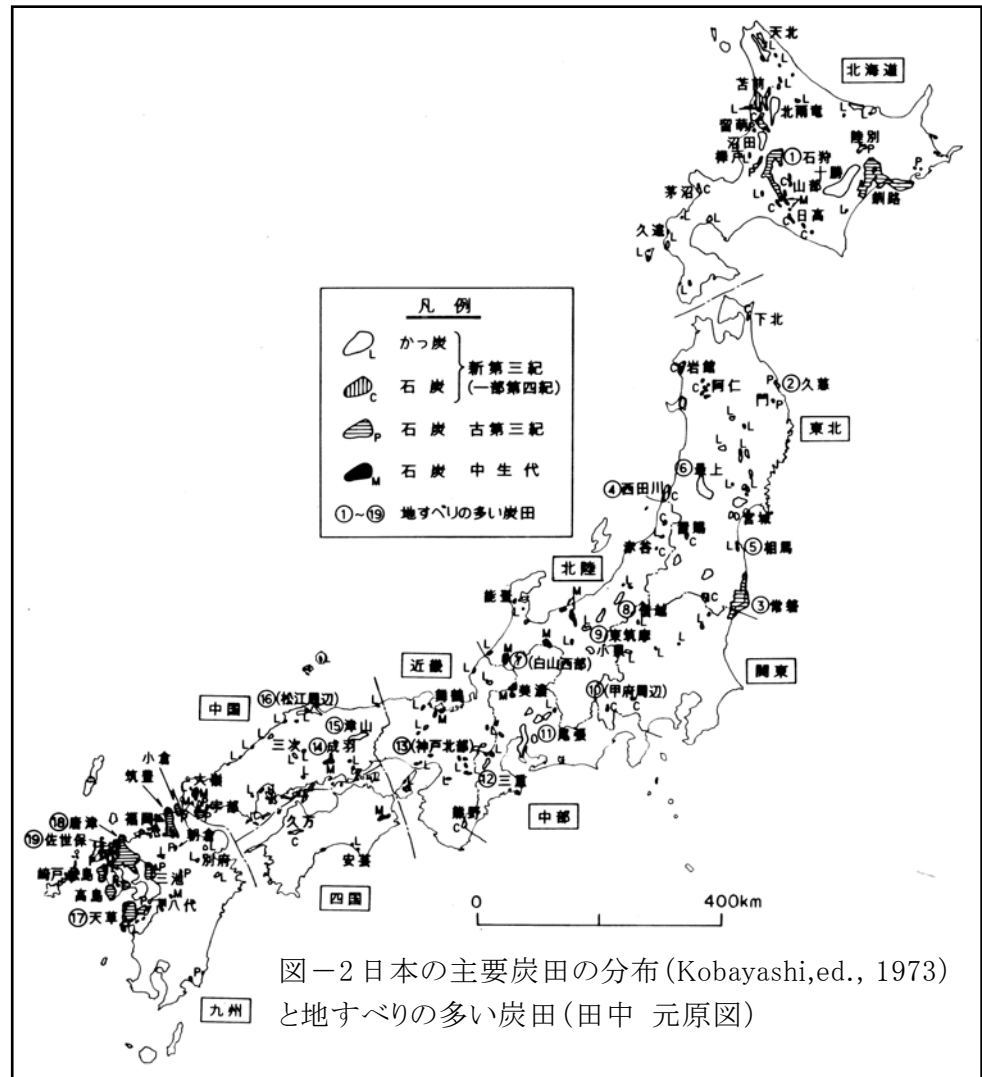 天北
北海道
苫前
北雨竜
留萌
沼田
陸別
樺戸
①石狩
十勝
山部
釧路
茅沼
日高
久遠
凡例
かっ炭
石炭
新第三紀
(一部第四紀)
石炭 古第三紀
石炭 中生代
①~⑲ 地すべりの多い炭田
下北
岩館
阿仁
②久慈
門
東北
⑥最上
④西田川
宮城
赤谷
⑤相馬
北陸
能登
③常磐
⑨東筑摩
小県
⑦(白山西部)
近畿
関東
⑯(松江周辺)
舞鶴
美濃
⑩(甲府周辺)
中国
⑮津山
三次
⑭成羽
⑬(神戸北部)
⑪尾張
小倉
筑豊
大嶺
⑫三重
宇部
熊野
中部
⑱唐津
福岡
朝倉
久万
⑲佐世保
別府
安芸
崎戸
三池
四国
高島
八代
⑰天草
0
400km
図-2 日本の主要炭田の分布(Kobayashi,ed., 1973)
と地すべりの多い炭田(田中 元原図)
九州